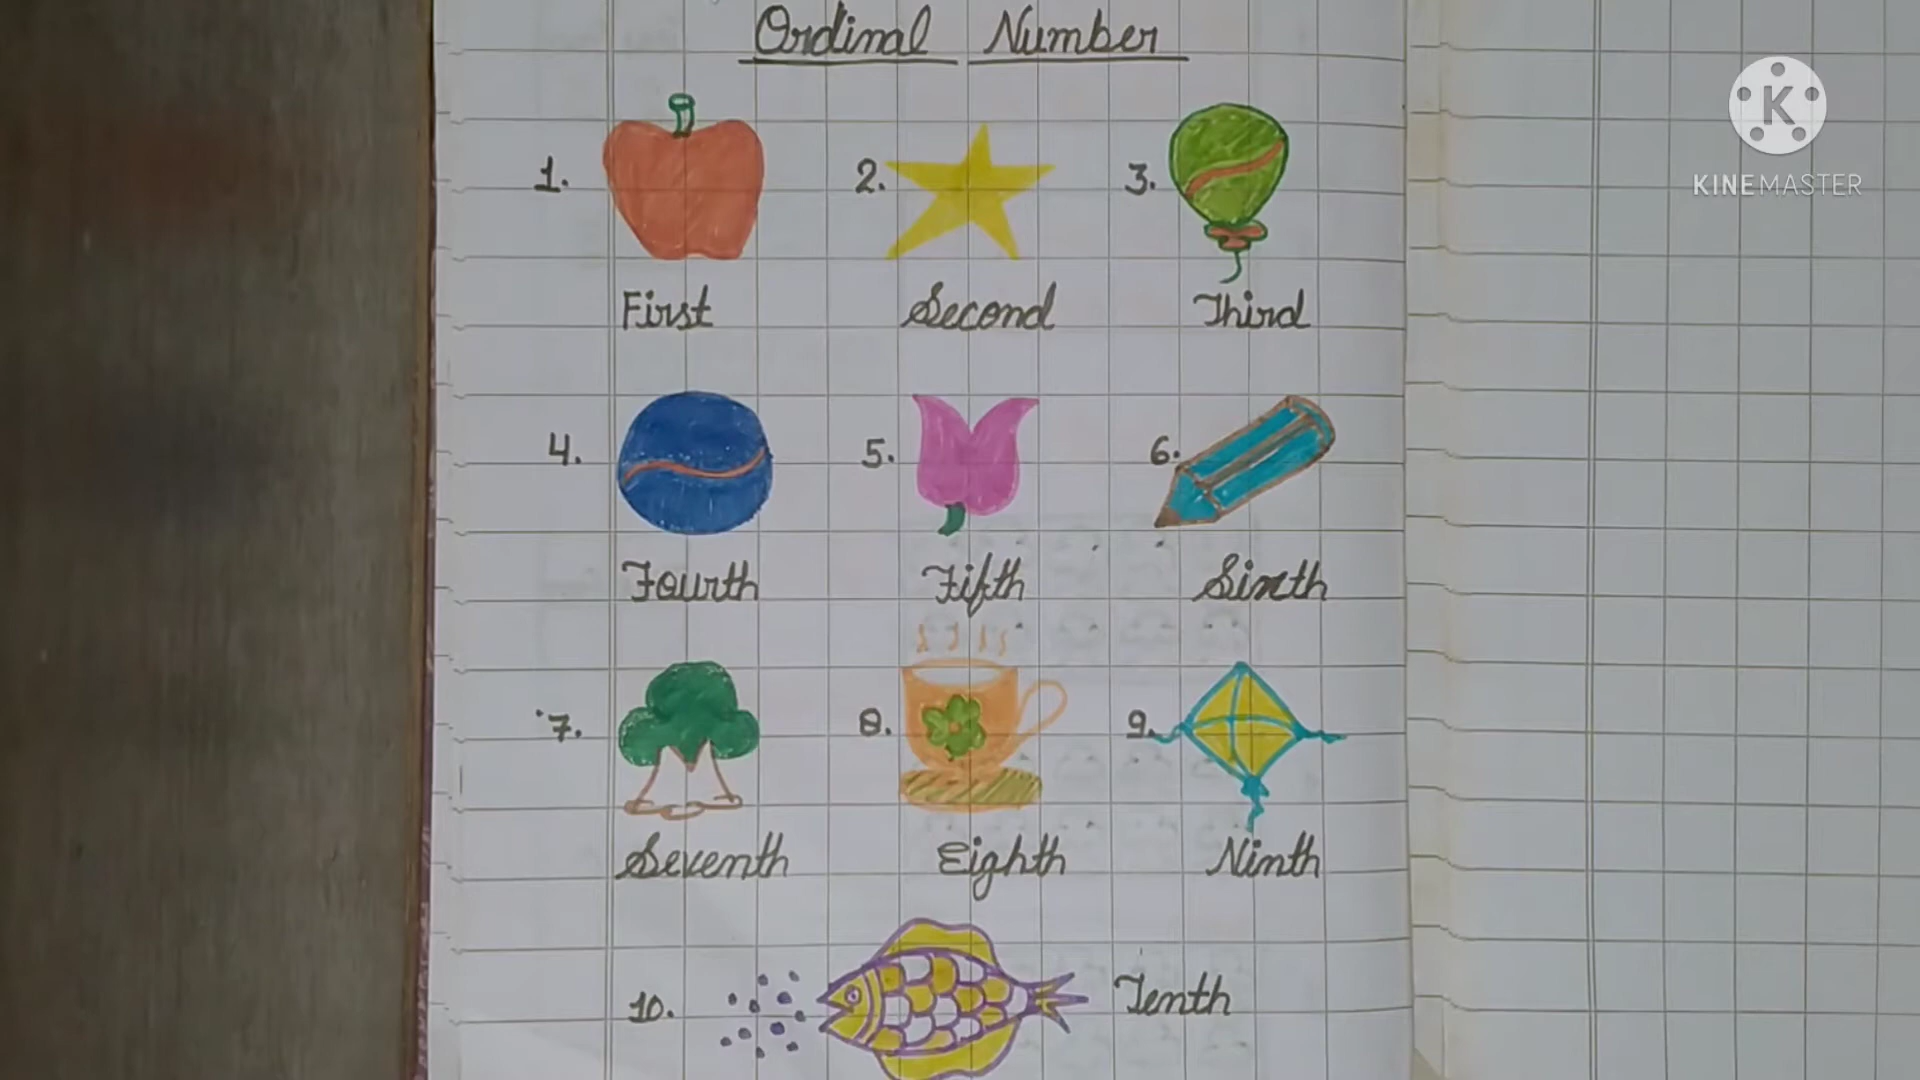 Ordinal Number
1. 2. 3.
First Second Third
4. 5. 6.
Fourth Fifth Sixth
7. 8. 9.
Seventh Eighth Ninth
10. Tenth
K
KINEMASTER